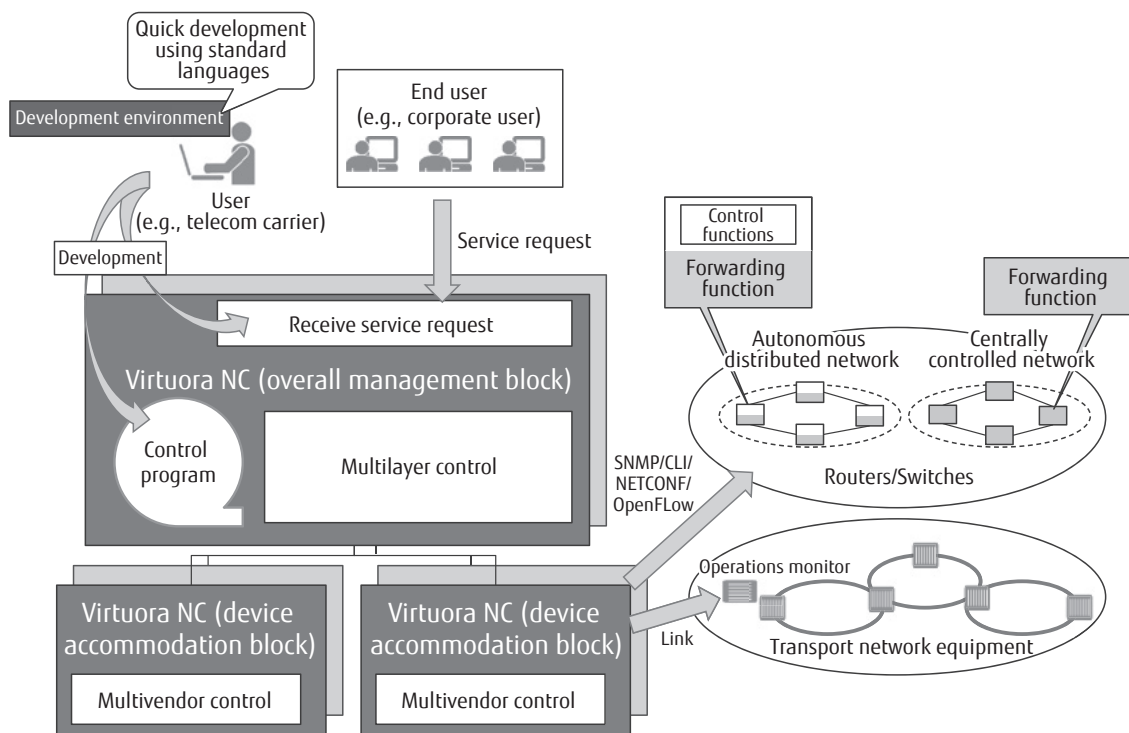 Quick development
using standard
languages
Development environment
End user
(e.g., corporate user)
User
(e.g., telecom carrier)
Development
Service request
Control
functions
Forwarding
function
Forwarding
function
Receive service request
Virtuora NC (overall management block)
Control
program
Multilayer control
Autonomous
distributed network
Centrally
controlled network
Routers/Switches
SNMP/CLI/
NETCONF/
OpenFLow
Operations monitor
Transport network equipment
Link
Virtuora NC (device
accommodation block)
Multivendor control
Virtuora NC (device
accommodation block)
Multivendor control